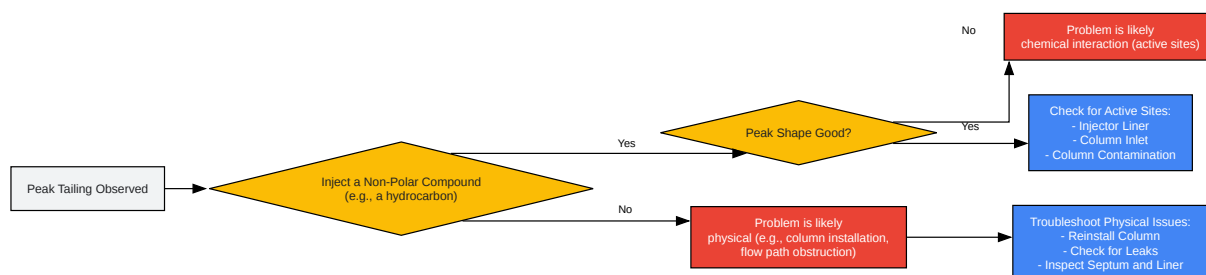 Peak Tailing Observed
Inject a Non-Polar Compound
(e.g., a hydrocarbon)
Yes
No
Peak Shape Good?
No
Yes
Problem is likely
chemical interaction (active sites)
Check for Active Sites:
- Injector Liner
- Column Inlet
- Column Contamination
Problem is likely
physical (e.g., column installation,
flow path obstruction)
Troubleshoot Physical Issues:
- Reinstall Column
- Check for Leaks
- Inspect Septum and Liner